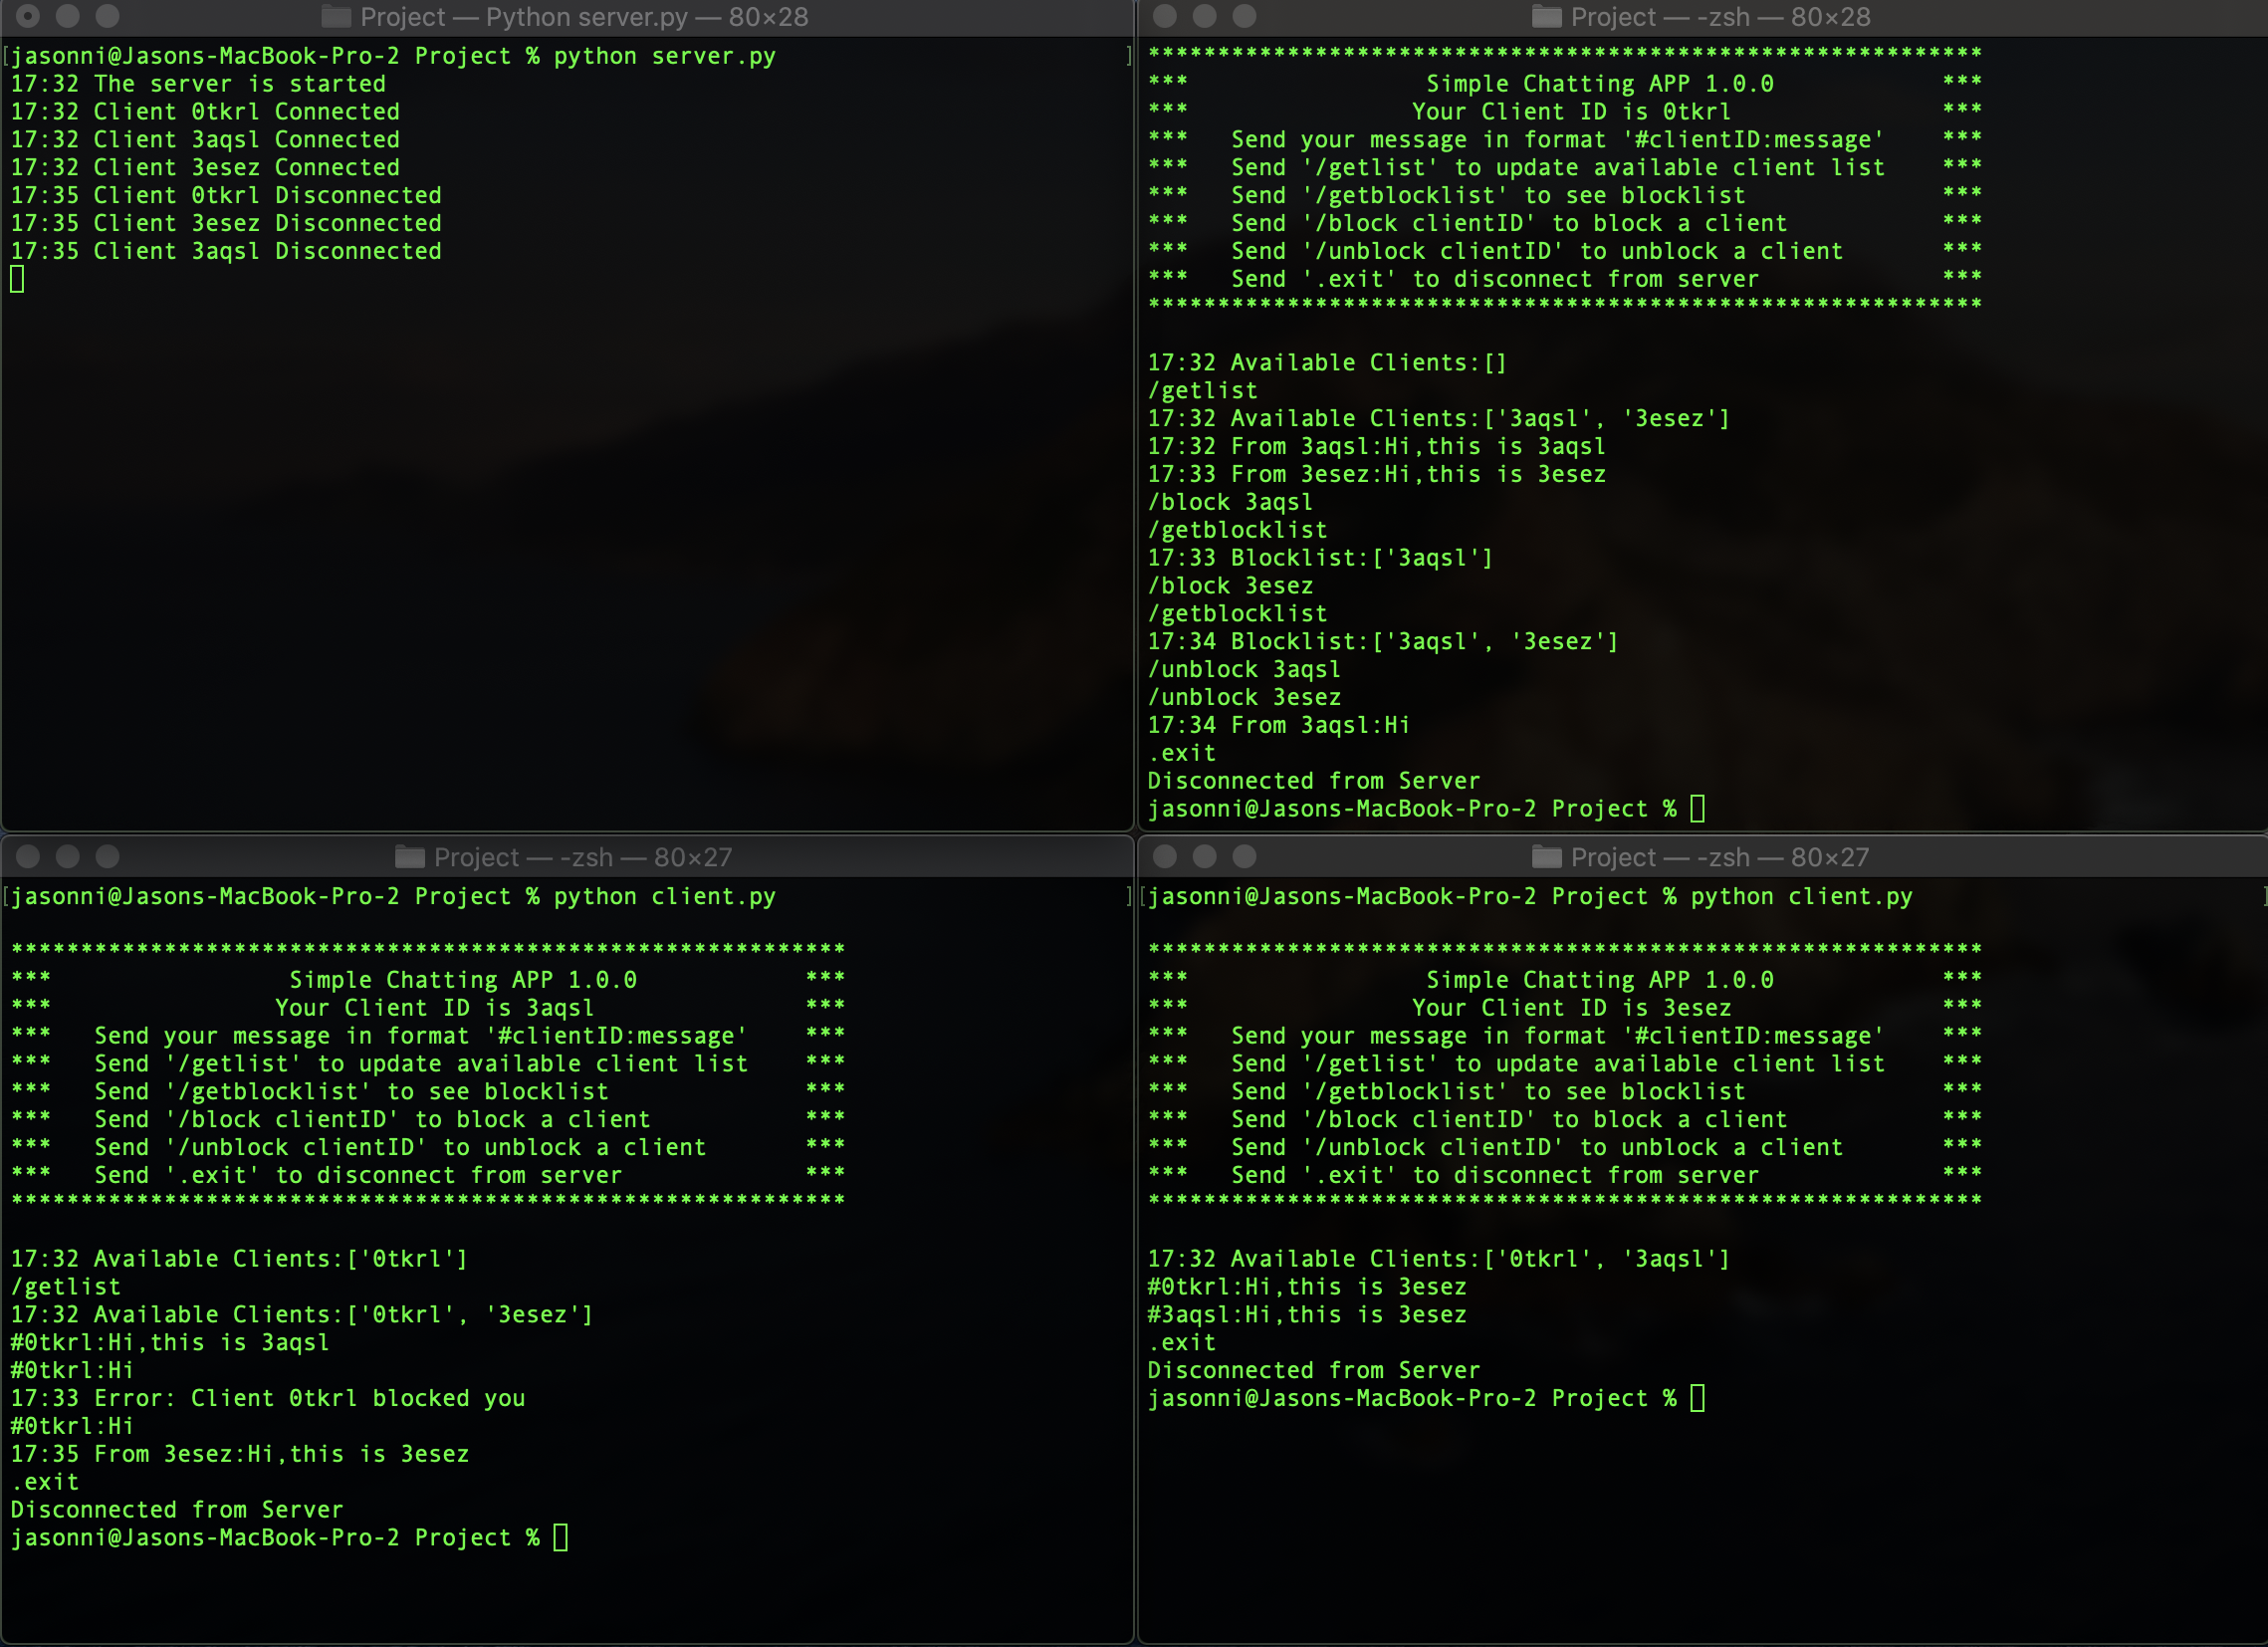 Project — Python server.py — 80×28
[jasonni@Jasons-MacBook-Pro-2 Project % python server.py ]
17:32 The server is started
17:32 Client 0tkrl Connected
17:32 Client 3aqsl Connected
17:32 Client 3esez Connected
17:35 Client 0tkrl Disconnected
17:35 Client 3esez Disconnected
17:35 Client 3aqsl Disconnected
Project — -zsh — 80×28
************************************************************
*** Simple Chatting APP 1.0.0 ***
*** Your Client ID is 0tkrl ***
*** Send your message in format '#clientID:message' ***
*** Send '/getlist' to update available client list ***
*** Send '/getblocklist' to see blocklist ***
*** Send '/block clientID' to block a client ***
*** Send '/unblock clientID' to unblock a client ***
*** Send '.exit' to disconnect from server ***
************************************************************
17:32 Available Clients:[]
/getlist
17:32 Available Clients:['3aqsl', '3esez']
17:32 From 3aqsl:Hi,this is 3aqsl
17:33 From 3esez:Hi,this is 3esez
/block 3aqsl
/getblocklist
17:33 Blocklist:['3aqsl']
/block 3esez
/getblocklist
17:34 Blocklist:['3aqsl', '3esez']
/unblock 3aqsl
/unblock 3esez
17:34 From 3aqsl:Hi
.exit
Disconnected from Server
jasonni@Jasons-MacBook-Pro-2 Project %
Project — -zsh — 80×27
[jasonni@Jasons-MacBook-Pro-2 Project % python client.py ]
************************************************************
*** Simple Chatting APP 1.0.0 ***
*** Your Client ID is 3aqsl ***
*** Send your message in format '#clientID:message' ***
*** Send '/getlist' to update available client list ***
*** Send '/getblocklist' to see blocklist ***
*** Send '/block clientID' to block a client ***
*** Send '/unblock clientID' to unblock a client ***
*** Send '.exit' to disconnect from server ***
************************************************************
17:32 Available Clients:['0tkrl']
/getlist
17:32 Available Clients:['0tkrl', '3esez']
#0tkrl:Hi,this is 3aqsl
#0tkrl:Hi
17:33 Error: Client 0tkrl blocked you
#0tkrl:Hi
17:35 From 3esez:Hi,this is 3esez
.exit
Disconnected from Server
jasonni@Jasons-MacBook-Pro-2 Project %
Project — -zsh — 80×27
[jasonni@Jasons-MacBook-Pro-2 Project % python client.py ]
************************************************************
*** Simple Chatting APP 1.0.0 ***
*** Your Client ID is 3esez ***
*** Send your message in format '#clientID:message' ***
*** Send '/getlist' to update available client list ***
*** Send '/getblocklist' to see blocklist ***
*** Send '/block clientID' to block a client ***
*** Send '/unblock clientID' to unblock a client ***
*** Send '.exit' to disconnect from server ***
************************************************************
17:32 Available Clients:['0tkrl', '3aqsl']
#0tkrl:Hi,this is 3esez
#3aqsl:Hi,this is 3esez
.exit
Disconnected from Server
jasonni@Jasons-MacBook-Pro-2 Project %